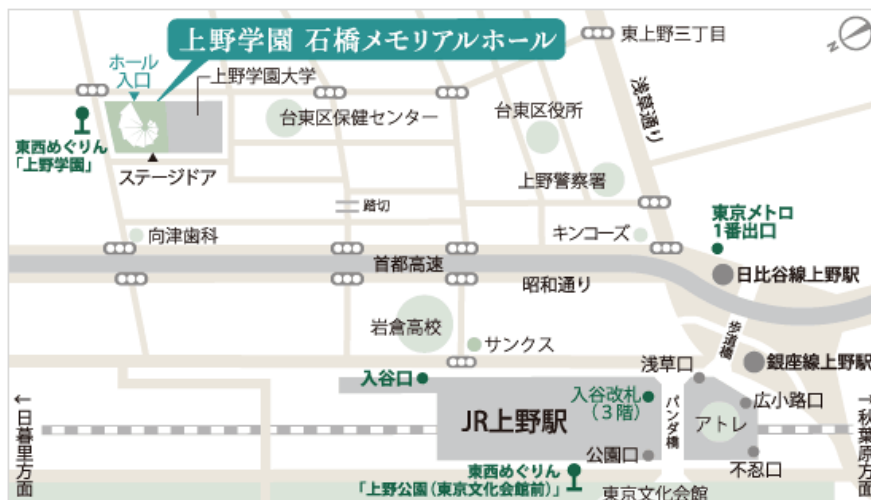 上野学園 石橋メモリアルホール
東上野三丁目
N
ホール
入口
上野学園大学
浅草通り
台東区保健センター
台東区役所
東西めぐりん
「上野学園」
ステージドア
上野警察署
踏切
東京メトロ
1番出口
向津歯科
キンコーズ
首都高速
日比谷線上野駅
昭和通り
岩倉高校
サンクス
歩道橋
浅草口
銀座線上野駅
入谷口
入谷改札
（3階）
←日暮里方面
JR上野駅
パンダ橋
アトレ
広小路口
→秋葉原方面
公園口
不忍口
東西めぐりん
「上野公園（東京文化会館前）」
東京文化会館